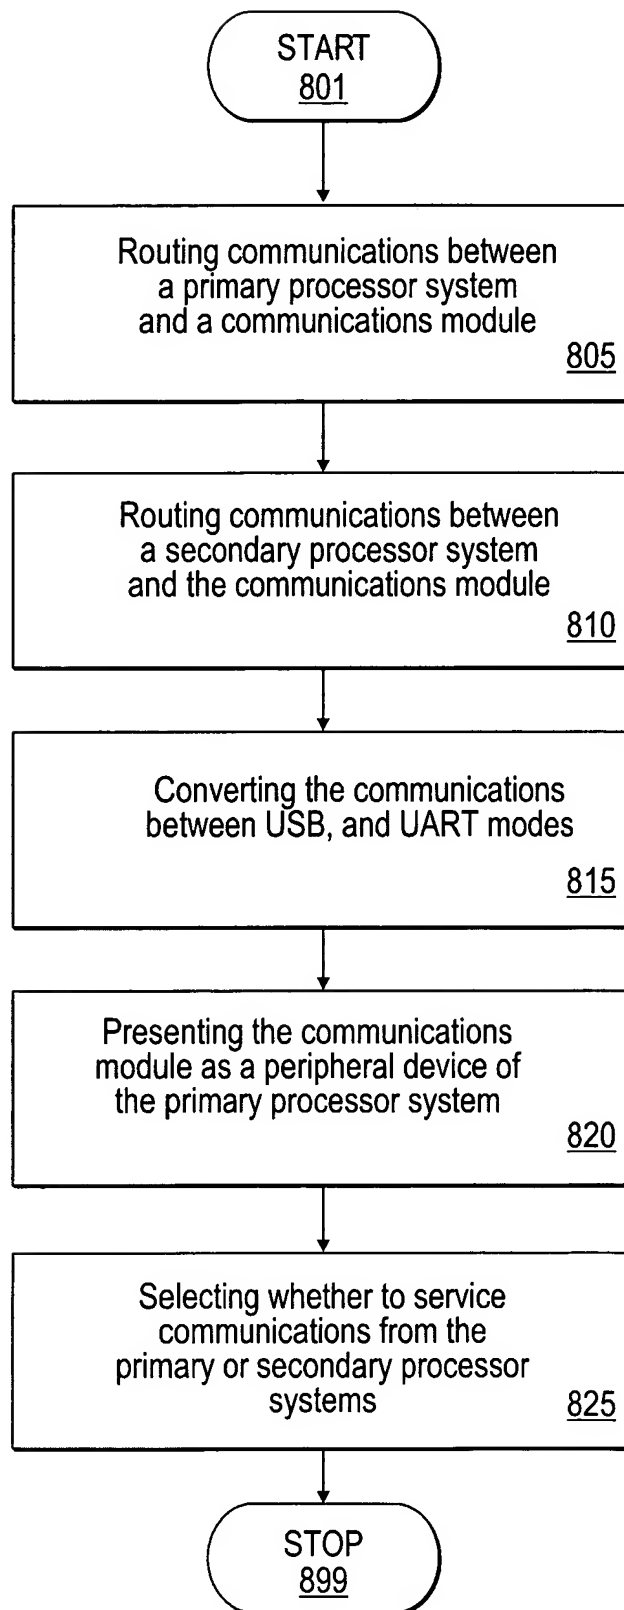 START
801
Routing communications between
a primary processor system
and a communications module
805
Routing communications between
a secondary processor system
and the communications module
810
Converting the communications
between USB, and UART modes
815
Presenting the communications
module as a peripheral device of
the primary processor system
820
Selecting whether to service
communications from the
primary or secondary processor
systems
825
STOP
899